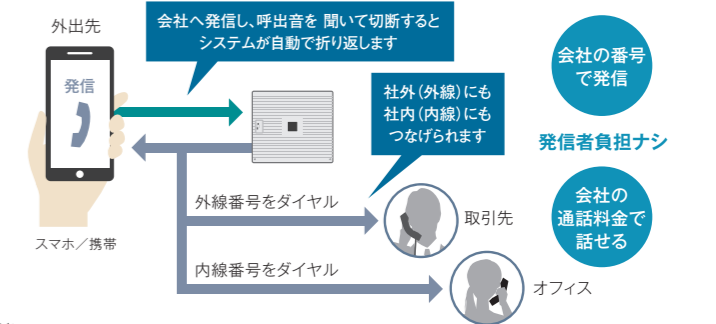 外出先
会社へ発信し、呼出音を 聞いて切断すると
システムが自動で折り返します
発信
社外（外線）にも
社内（内線）にも
つなげられます
会社の番号
で発信
発信者負担ナシ
会社の
通話料金で
話せる
外線番号をダイヤル
取引先
スマホ／携帯
内線番号をダイヤル
オフィス